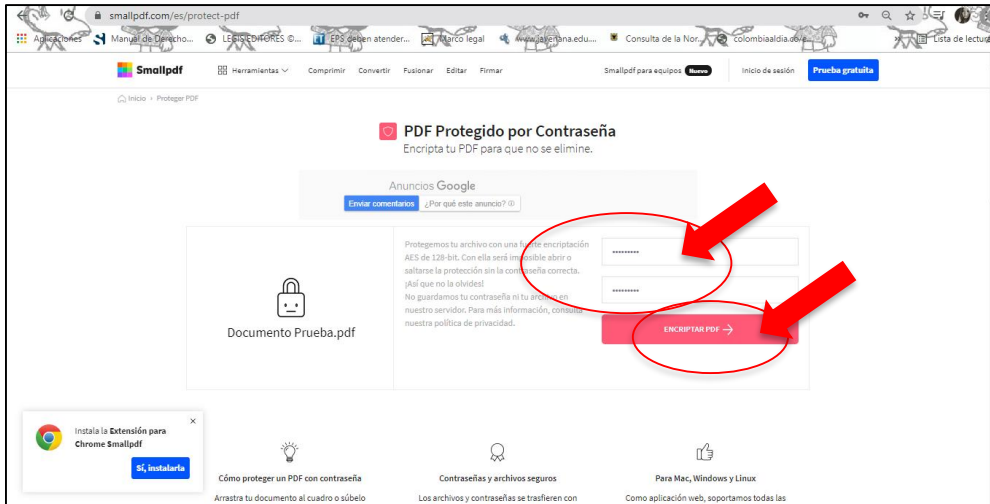 smallpdf.com/es/protect-pdf
Aplicaciones
Manual de Derecho...
LEGIS EDITORES ©...
EPS deben atender...
Marco legal
www.javeriana.edu...
Consulta de la Nor...
colombiaaldia.
Lista de lectura
Smallpdf
Herramientas
Comprimir
Convertir
Fusionar
Editar
Firmar
Smallpdf para equipos
Nuevo
Inicio de sesión
Prueba gratuita
Inicio › Proteger PDF
PDF Protegido por Contraseña
Encripta tu PDF para que no se elimine.
Anuncios Google
Enviar comentarios
¿Por qué este anuncio?
Documento Prueba.pdf
Protegemos tu archivo con una fuerte encriptación
AES de 128-bit. Con ella será imposible abrir o
saltarse la protección sin la contraseña correcta.
¡Así que no la olvides!
No guardamos tu contraseña ni tu archivo en
nuestro servidor. Para más información, consulta
nuestra política de privacidad.
ENCRIPTAR PDF
Instala la Extensión para
Chrome Smallpdf
Sí, instalarla
Cómo proteger un PDF con contraseña
Arrastra tu documento al cuadro o súbelo
Contraseñas y archivos seguros
Los archivos y contraseñas se trasfieren con
Para Mac, Windows y Linux
Como aplicación web, soportamos todas las